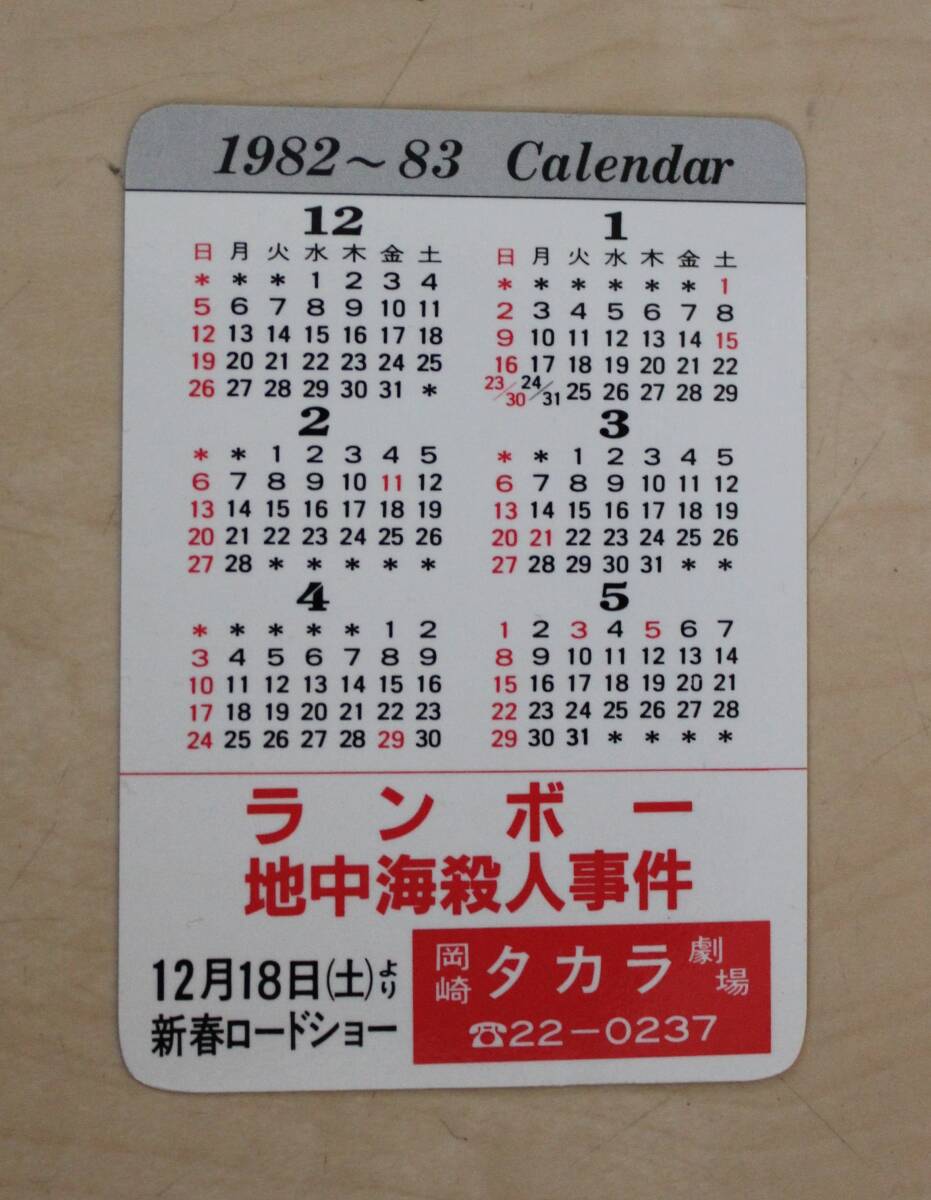 1982~83 Calendar
12
日 月 火 水 木 金 土
* * * 1 2 3 4
5 6 7 8 9 10 11
12 13 14 15 16 17 18
19 20 21 22 23 24 25
26 27 28 29 30 31 *
1
日 月 火 水 木 金 土
* * * * * * 1
2 3 4 5 6 7 8
9 10 11 12 13 14 15
16 17 18 19 20 21 22
23/30 24/31 25 26 27 28 29
2
* * 1 2 3 4 5
6 7 8 9 10 11 12
13 14 15 16 17 18 19
20 21 22 23 24 25 26
27 28 * * * * *
3
* * 1 2 3 4 5
6 7 8 9 10 11 12
13 14 15 16 17 18 19
20 21 22 23 24 25 26
27 28 29 30 31 * *
4
* * * * * 1 2
3 4 5 6 7 8 9
10 11 12 13 14 15 16
17 18 19 20 21 22 23
24 25 26 27 28 29 30
5
1 2 3 4 5 6 7
8 9 10 11 12 13 14
15 16 17 18 19 20 21
22 23 24 25 26 27 28
29 30 31 * * * *
ランボー
地中海殺人事件
12月18日(土)より
新春ロードショー
岡崎タカラ劇場
☎22-0237